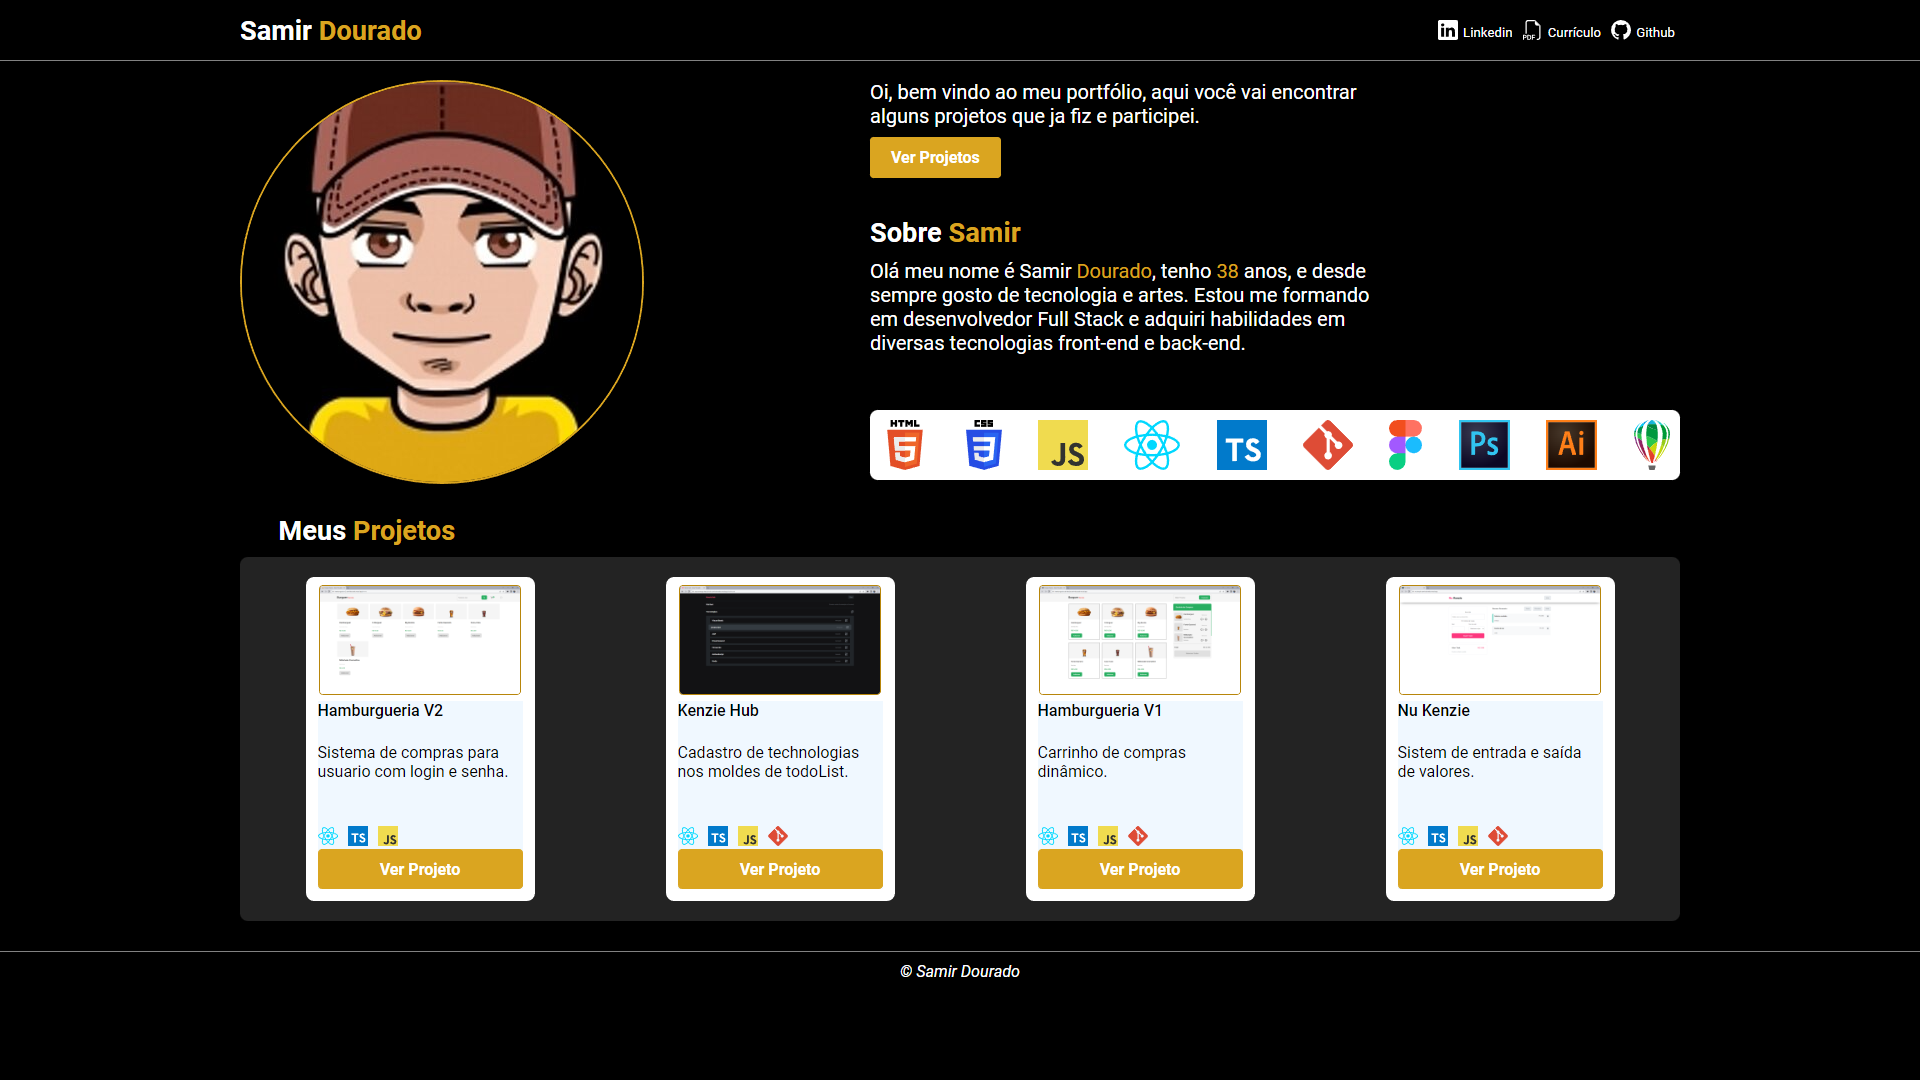 Samir Dourado
Linkedin
PDF
Currículo
Github
Oi, bem vindo ao meu portfólio, aqui você vai encontrar
alguns projetos que ja fiz e participei.
Ver Projetos
Sobre Samir
Olá meu nome é Samir Dourado, tenho 38 anos, e desde
sempre gosto de tecnologia e artes. Estou me formando
em desenvolvedor Full Stack e adquiri habilidades em
diversas tecnologias front-end e back-end.
HTML
5
CSS
3
JS
TS
Ps
Ai
Meus Projetos
Hamburgueria V2
Sistema de compras para
usuario com login e senha.
TS
JS
Ver Projeto
Kenzie Hub
Cadastro de technologias
nos moldes de todoList.
TS
JS
Ver Projeto
Hamburgueria V1
Carrinho de compras
dinâmico.
TS
JS
Ver Projeto
Nu Kenzie
Sistem de entrada e saída
de valores.
TS
JS
Ver Projeto
© Samir Dourado